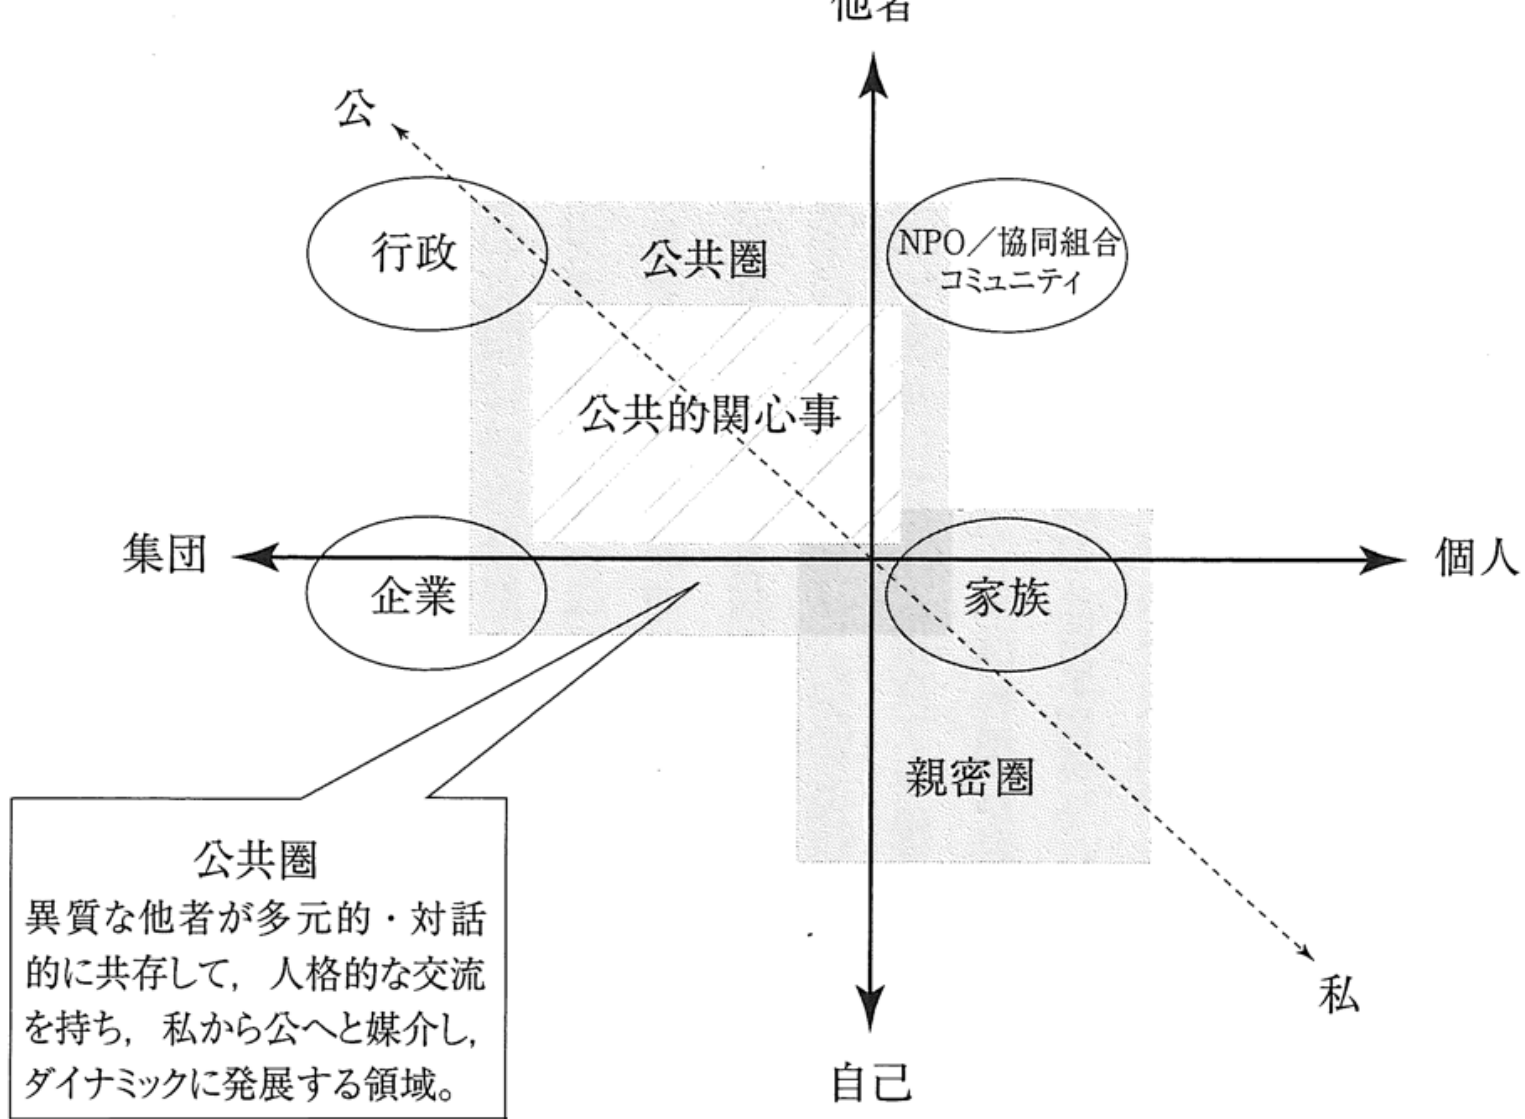 他者
公
行政
公共圏
NPO／協同組合
コミュニティ
公共的関心事
集団
個人
企業
家族
親密圏
公共圏
異質な他者が多元的・対話
的に共存して，人格的な交流
を持ち，私から公へと媒介し，
ダイナミックに発展する領域。
私
自己